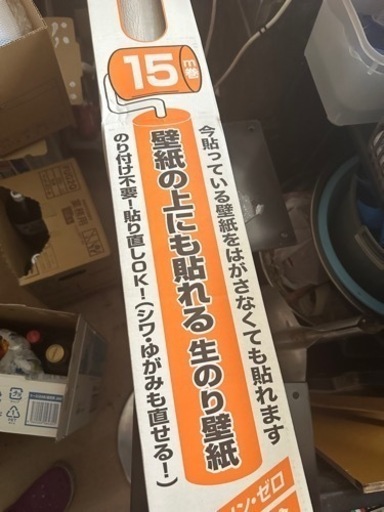 15m巻
今貼っている壁紙をはがさなくても貼れます
壁紙の上にも貼れる 生のり壁紙
のり付け不要！貼り直しOK！（シワ・ゆがみも直せる！）
ン・ゼロ